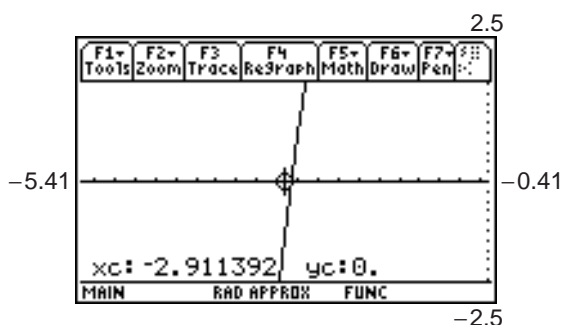 2.5
F1 F2 F3 F4 F5 F6 F7
Tools Zoom Trace ReGraph Math Draw Pen
−5.41
−0.41
xc: -2.911392 yc:0.
MAIN RAD APPROX FUNC
−2.5